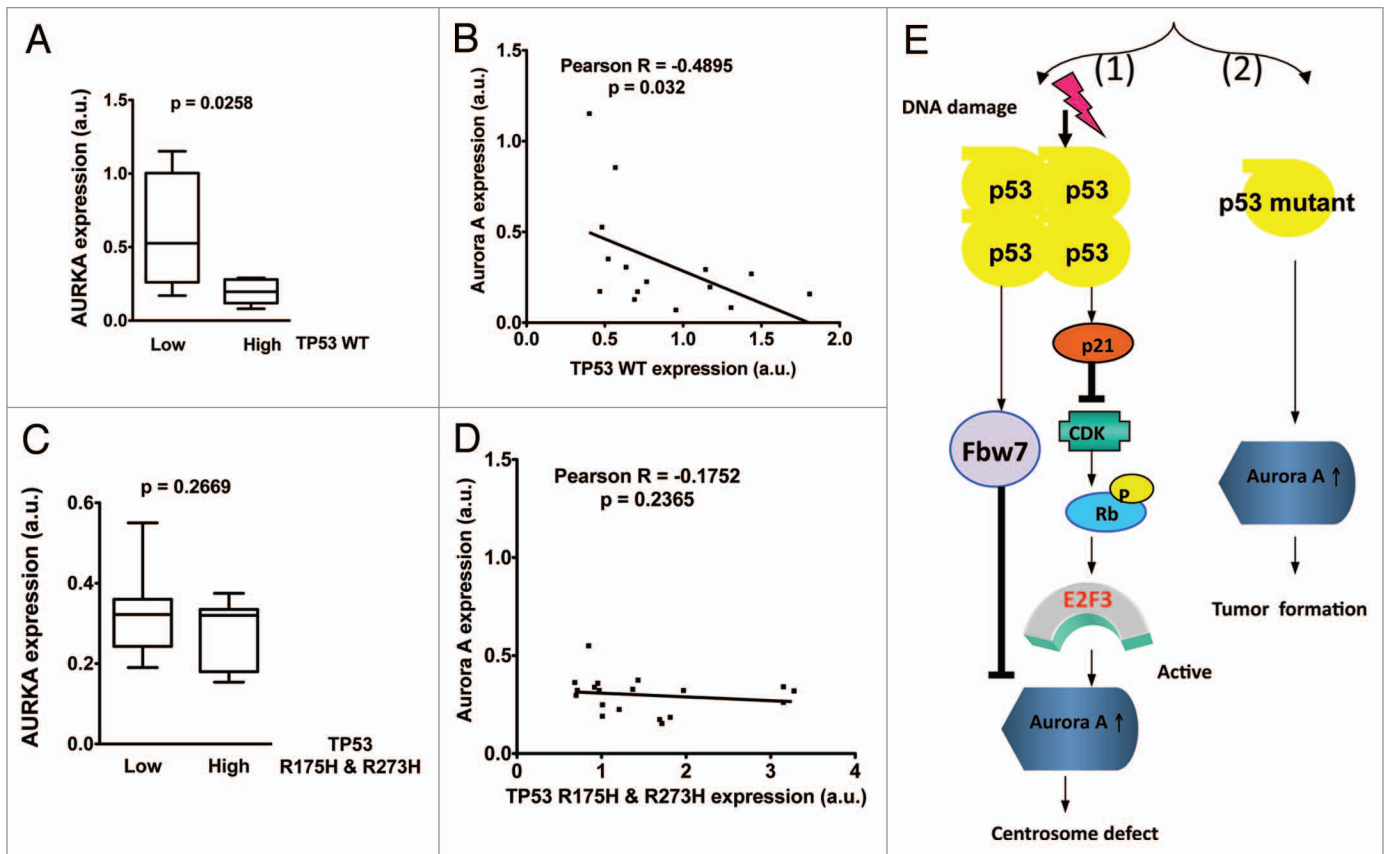 A
p = 0.0258
AURKA expression (a.u.)
1.5
1.0
0.5
0.0
Low High TP53 WT
B
Pearson R = -0.4895
p = 0.032
Aurora A expression (a.u.)
1.5
1.0
0.5
0.0
0.0 0.5 1.0 1.5 2.0
TP53 WT expression (a.u.)
C
p = 0.2669
AURKA expression (a.u.)
0.6
0.4
0.2
0.0
Low High
TP53
R175H & R273H
D
Pearson R = -0.1752
p = 0.2365
Aurora A expression (a.u.)
1.5
1.0
0.5
0.0
0 1 2 3 4
TP53 R175H & R273H expression (a.u.)
E
(1) (2)
DNA damage
p53 p53
p53 p53
p53 mutant
p21
CDK
Fbw7
P
Rb
E2F3
Active
Aurora A ↑
Centrosome defect
Aurora A ↑
Tumor formation